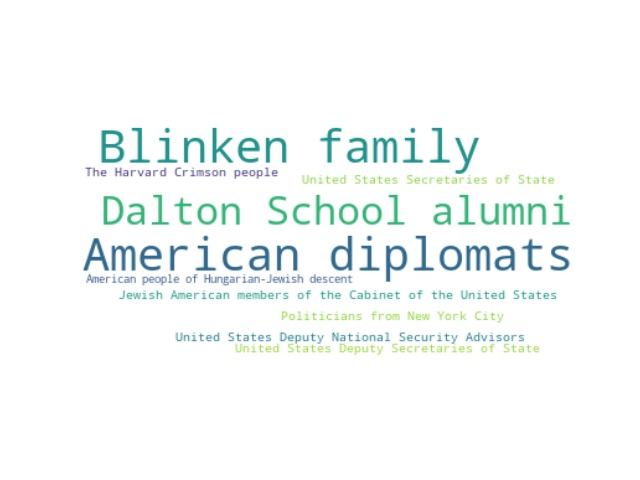 Blinken family
The Harvard Crimson people
United States Secretaries of State
Dalton School alumni
American diplomats
American people of Hungarian-Jewish descent
Jewish American members of the Cabinet of the United States
Politicians from New York City
United States Deputy National Security Advisors
United States Deputy Secretaries of State